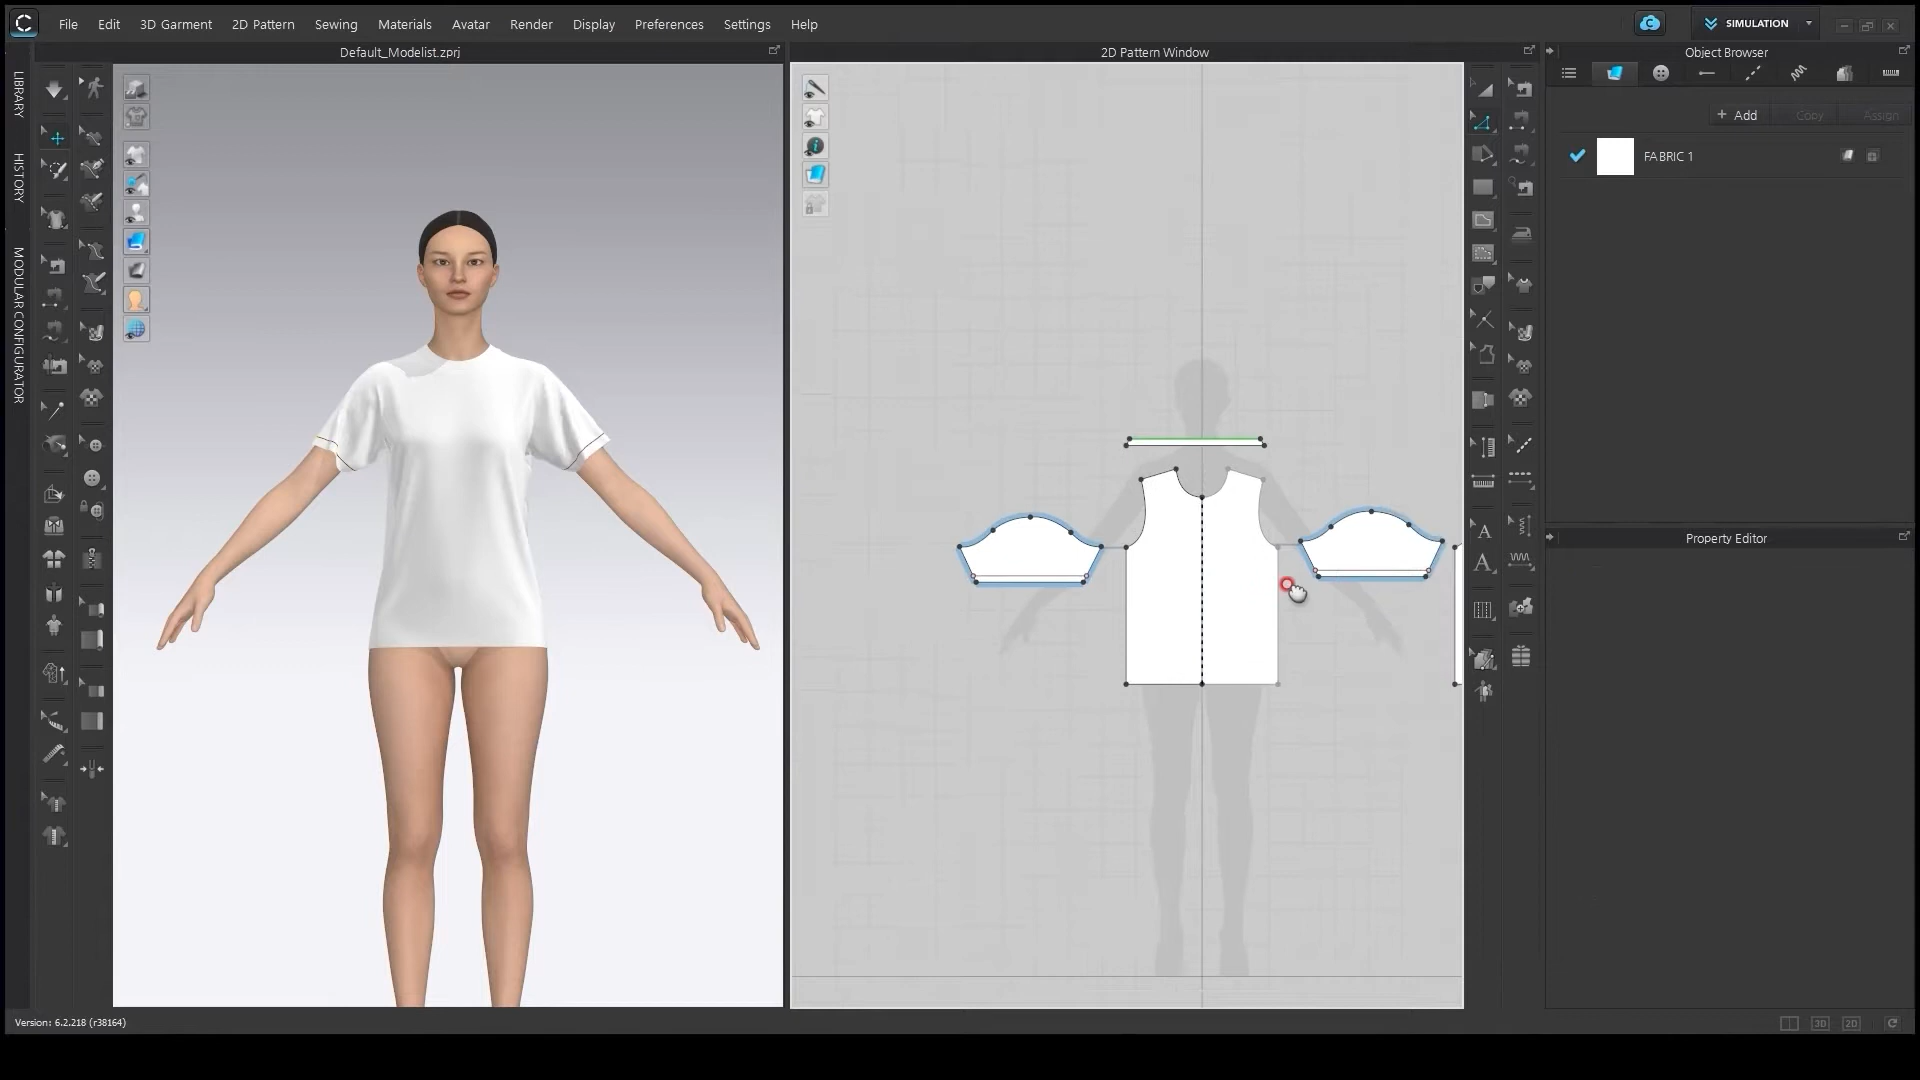 File Edit 3D Garment 2D Pattern Sewing Materials Avatar Render Display Preferences Settings Help
SIMULATION
Default_Modelist.zprj
2D Pattern Window
Object Browser
LIBRARY
HISTORY
MODULAR CONFIGURATOR
+ Add Copy Assign
FABRIC 1
A
A
Property Editor
Version: 6.2.218 (r38164)
3D 2D